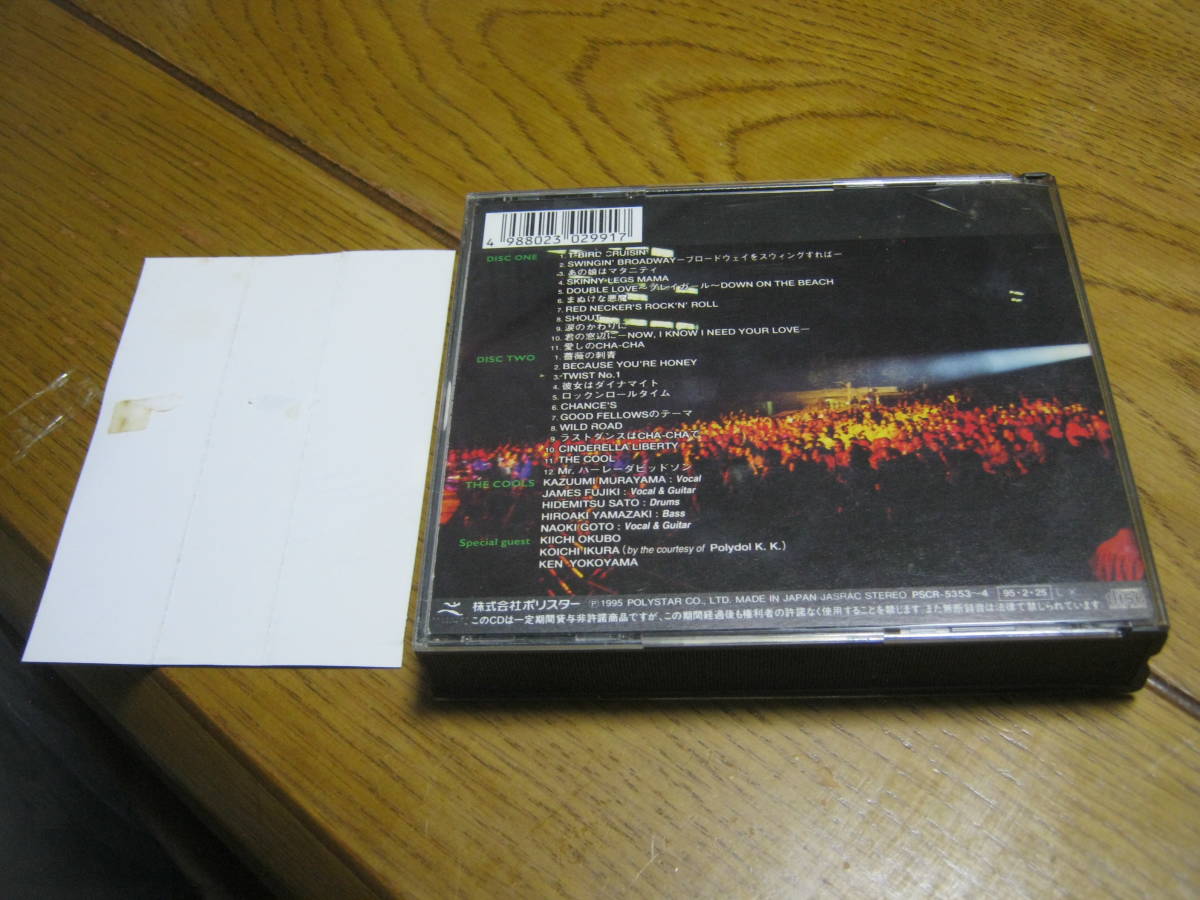 4 988023 029917
DISC ONE
1. T-BIRD CRUISIN'
2. SWINGIN' BROADWAY—ブロードウェイをスウィングすれば—
3. あの娘はマタニティ
4. SKINNY LEGS MAMA
5. DOUBLE LOVE〜プレイガール〜DOWN ON THE BEACH
6. まぬけな悪魔
7. RED NECKER'S ROCK'N' ROLL
8. SHOUT
9. 涙のかわりに
10. 君の窓辺に—NOW, I KNOW I NEED YOUR LOVE—
11. 愛しのCHA-CHA
DISC TWO
1. 薔薇の刺青
2. BECAUSE YOU'RE HONEY
3. TWIST No.1
4. 彼女はダイナマイト
5. ロックンロールタイム
6. CHANCE'S
7. GOOD FELLOWSのテーマ
8. WILD ROAD
9. ラストダンスはCHA-CHAで
10. CINDERELLA LIBERTY
11. THE COOL
12. Mr. ハーレーダビッドソン
THE COOLS
KAZUUMI MURAYAMA : Vocal
JAMES FUJIKI : Vocal & Guitar
HIDEMITSU SATO : Drums
HIROAKI YAMAZAKI : Bass
NAOKI GOTO : Vocal & Guitar
Special guest
KIICHI OKUBO
KOICHI IKURA (by the courtesy of Polydol K. K.)
KEN YOKOYAMA
株式会社ポリスター Ⓟ 1995 POLYSTAR CO., LTD. MADE IN JAPAN JASRAC STEREO PSCR-5353〜4 95・2・25 L
このCDは一定期間貸与非許諾商品ですが、この期間経過後も権利者の許諾なく使用することを禁じます。また無断録音は法律で禁じられています。